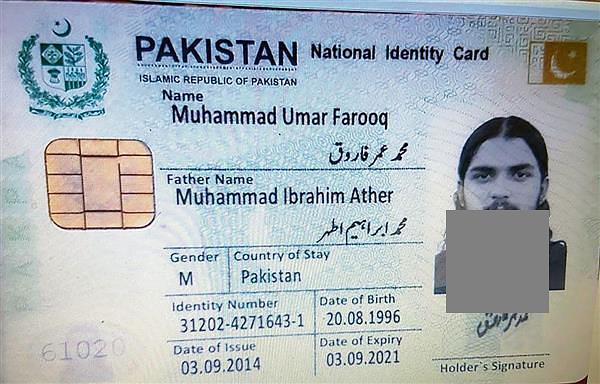 PAKISTAN National Identity Card
ISLAMIC REPUBLIC OF PAKISTAN
Name
Muhammad Umar Farooq
محمد عمر فاروق
Father Name
Muhammad Ibrahim Ather
محمد ابراہیم اطہر
Gender Country of Stay
M Pakistan
Identity Number Date of Birth
31202-4271643-1 20.08.1996
Date of Issue Date of Expiry
03.09.2014 03.09.2021
61020
Holder`s Signature